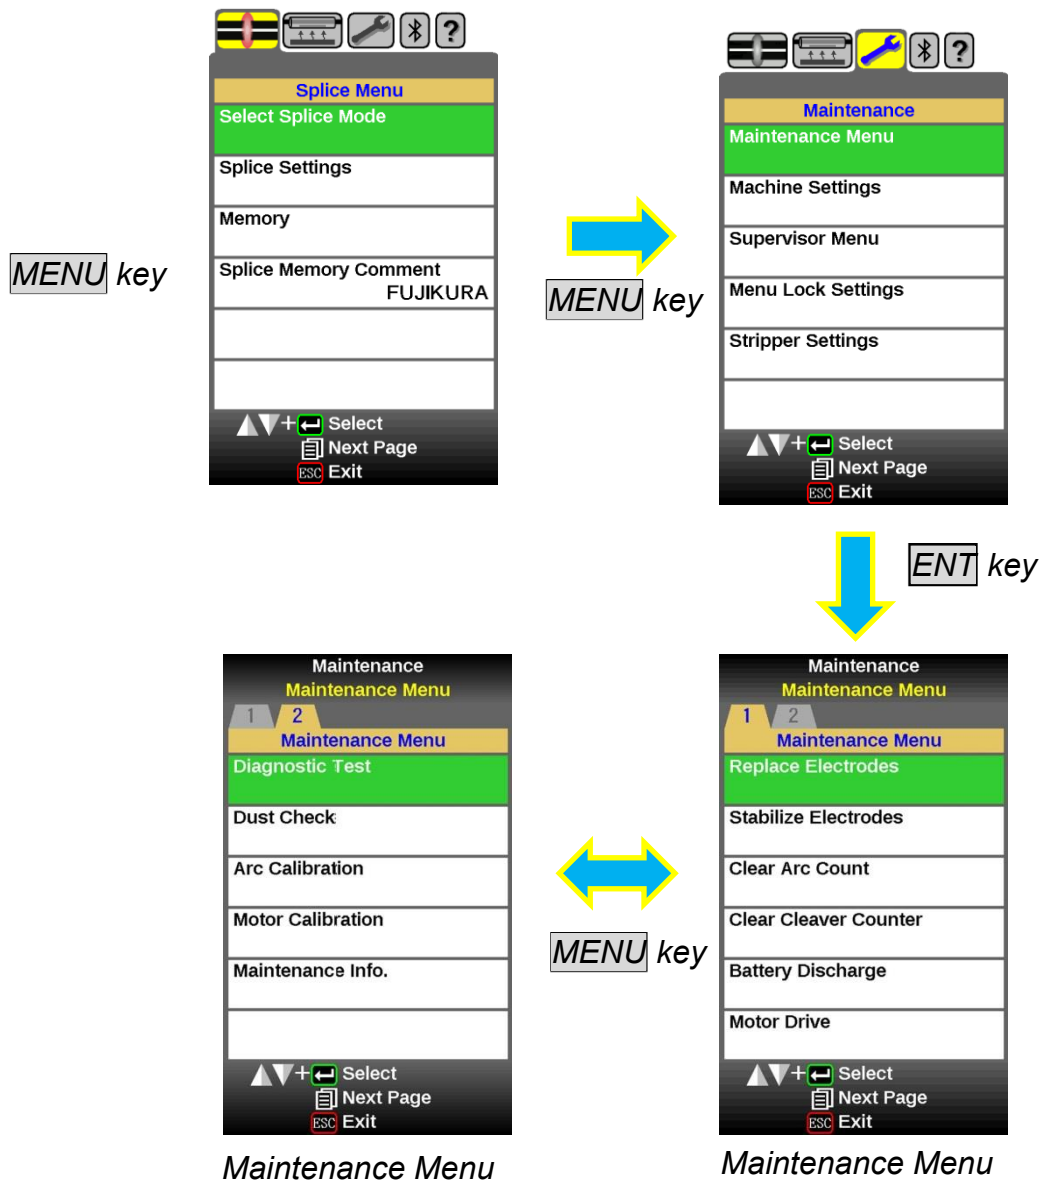 ?
Splice Menu
Select Splice Mode
Splice Settings
Memory
Splice Memory Comment
FUJIKURA
+ Select
Next Page
ESC Exit
MENU key
MENU key
?
Maintenance
Maintenance Menu
Machine Settings
Supervisor Menu
Menu Lock Settings
Stripper Settings
+ Select
Next Page
ESC Exit
ENT key
Maintenance
Maintenance Menu
1 2
Maintenance Menu
Diagnostic Test
Dust Check
Arc Calibration
Motor Calibration
Maintenance Info.
+ Select
Next Page
ESC Exit
Maintenance Menu
MENU key
Maintenance
Maintenance Menu
1 2
Maintenance Menu
Replace Electrodes
Stabilize Electrodes
Clear Arc Count
Clear Cleaver Counter
Battery Discharge
Motor Drive
+ Select
Next Page
ESC Exit
Maintenance Menu